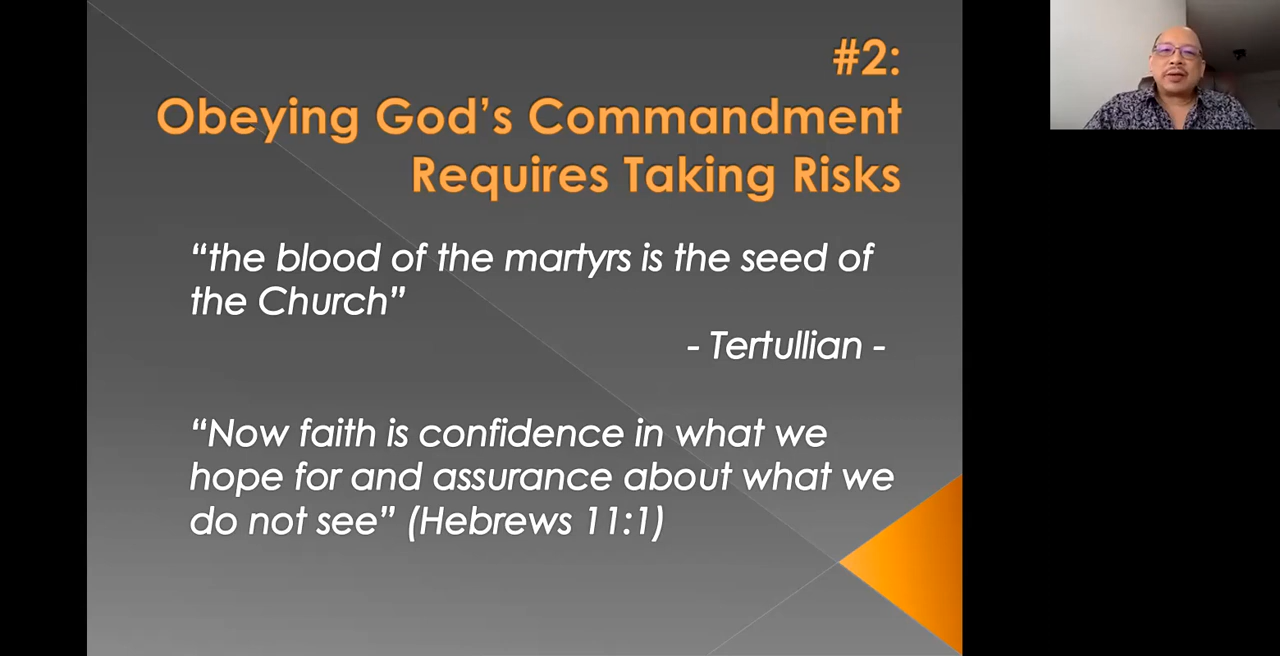 #2:
Obeying God’s Commandment
Requires Taking Risks
“the blood of the martyrs is the seed of
the Church”
- Tertullian -
“Now faith is confidence in what we
hope for and assurance about what we
do not see” (Hebrews 11:1)